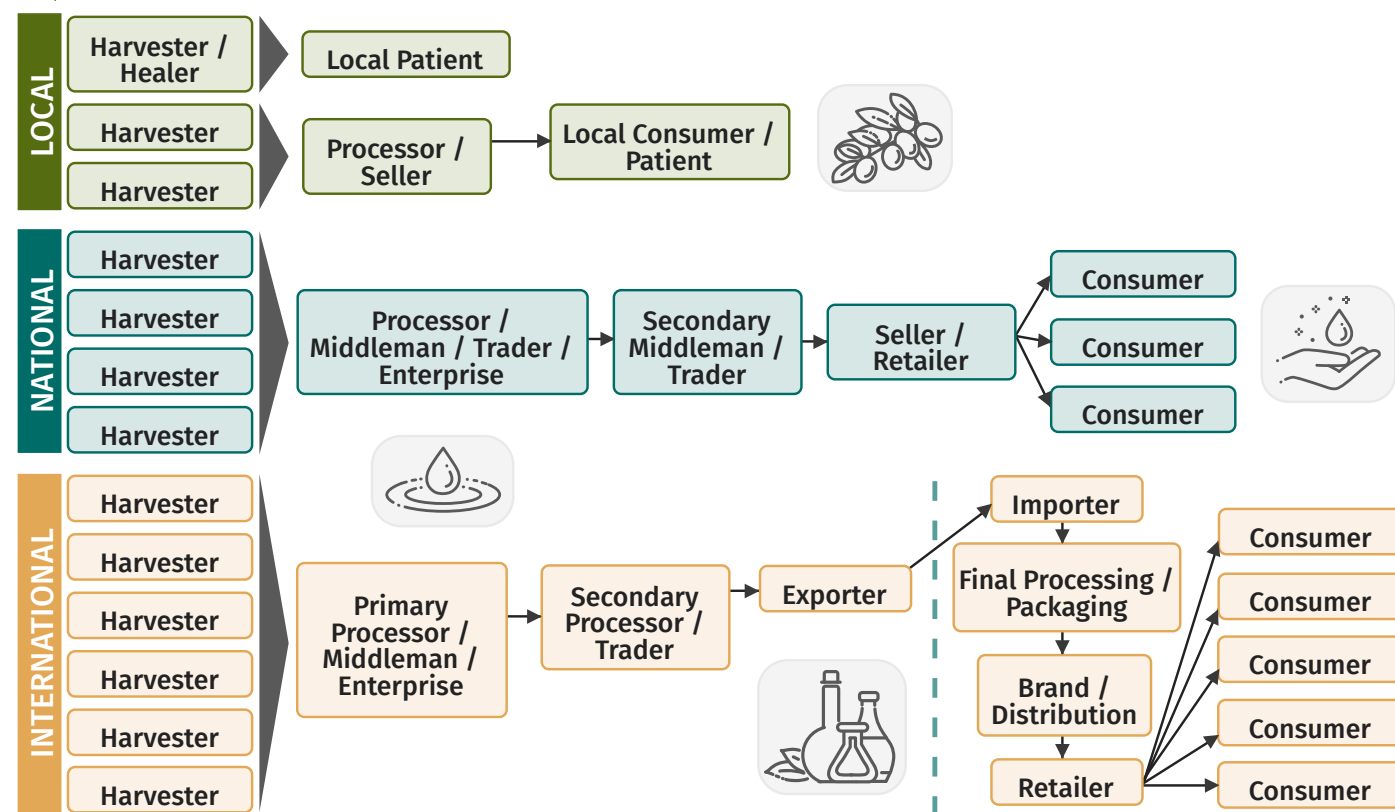 LOCAL
Harvester /
Healer
Local Patient
Harvester
Harvester
Processor /
Seller
Local Consumer /
Patient
NATIONAL
Harvester
Harvester
Harvester
Harvester
Processor /
Middleman / Trader /
Enterprise
Secondary
Middleman /
Trader
Seller /
Retailer
Consumer
Consumer
Consumer
INTERNATIONAL
Harvester
Harvester
Harvester
Harvester
Harvester
Harvester
Primary
Processor /
Middleman /
Enterprise
Secondary
Processor /
Trader
Exporter
Importer
Final Processing /
Packaging
Brand /
Distribution
Retailer
Consumer
Consumer
Consumer
Consumer
Consumer